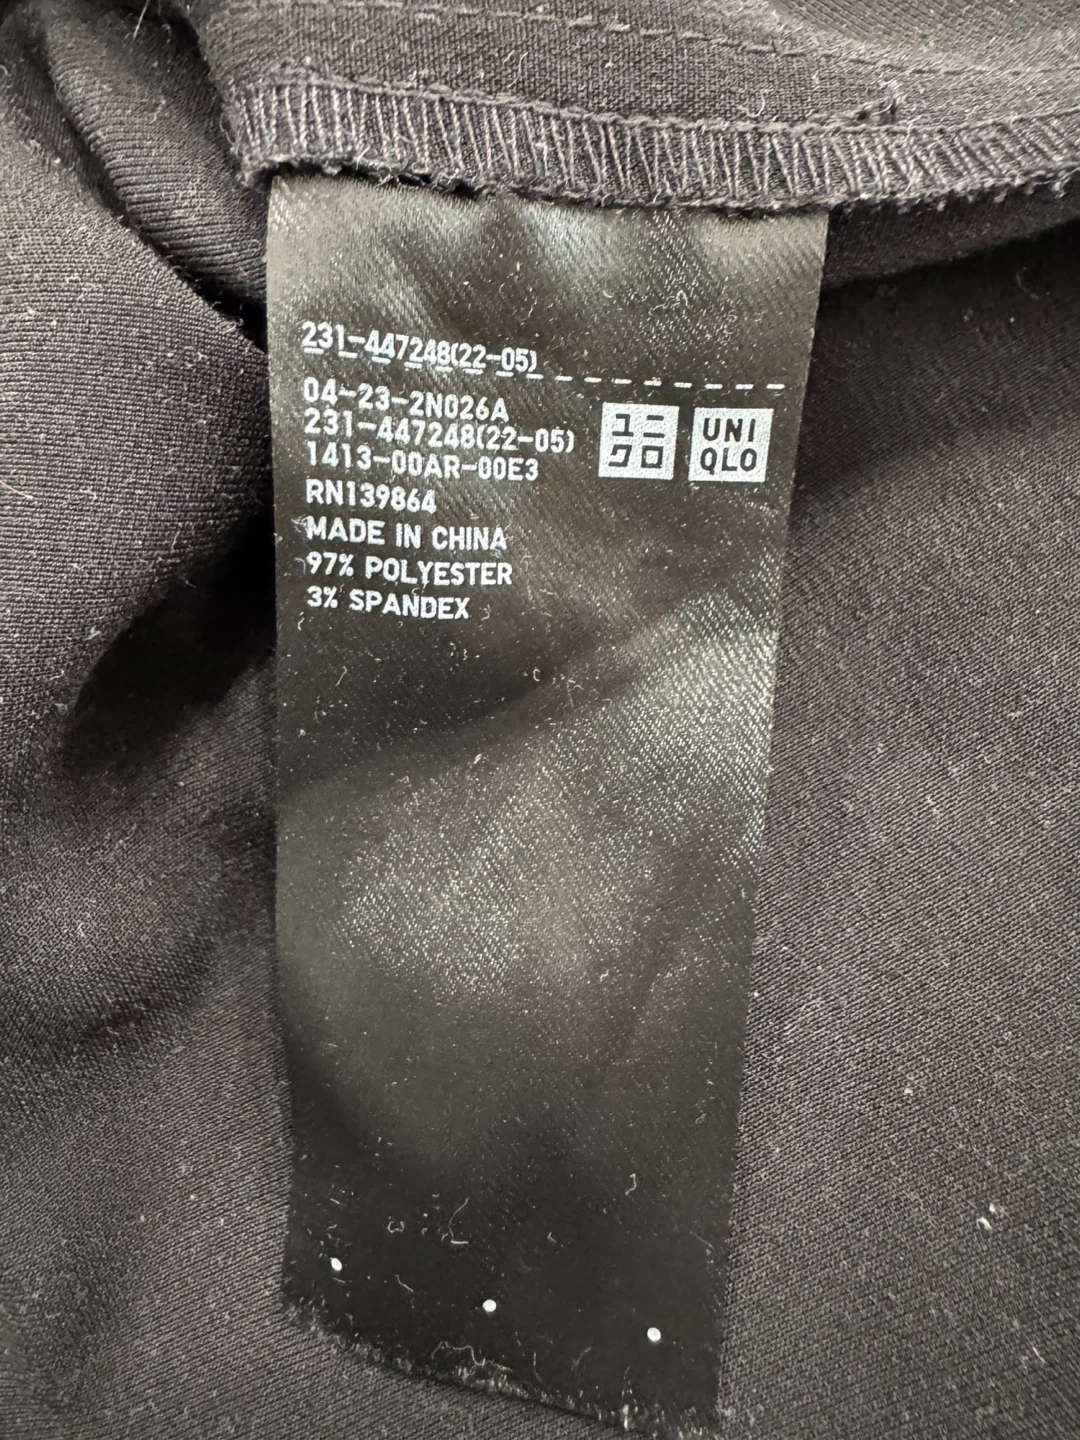 231-447248(22-05)
04-23-2N026A
231-447248(22-05)
1413-00AR-00E3
RN139864
MADE IN CHINA
97% POLYESTER
3% SPANDEX
ユニ
クロ
UNI
QLO